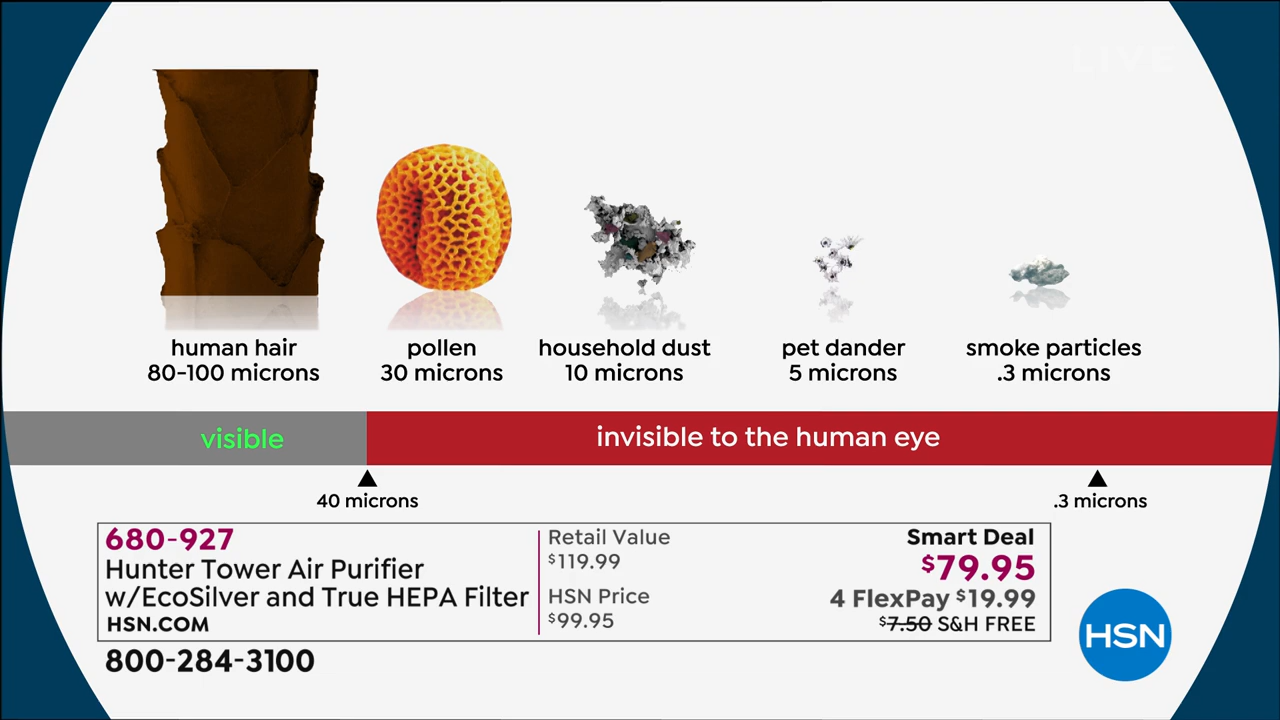 LIVE
human hair
80-100 microns
pollen
30 microns
household dust
10 microns
pet dander
5 microns
smoke particles
.3 microns
visible
invisible to the human eye
40 microns
.3 microns
680-927
Hunter Tower Air Purifier
w/EcoSilver and True HEPA Filter
HSN.COM
Retail Value
$119.99
HSN Price
$99.95
Smart Deal
$79.95
4 FlexPay $19.99
$7.50 S&H FREE
800-284-3100
HSN